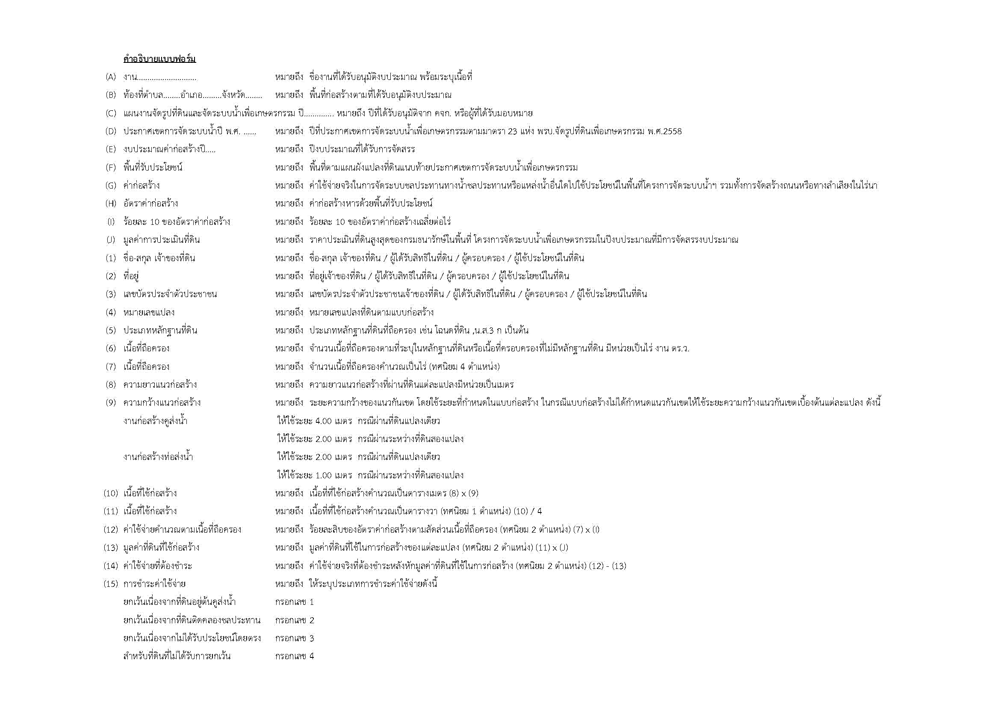 คำอธิบายแบบฟอร์ม
(A) งาน............................ หมายถึง ชื่องานที่ได้รับอนุมัติงบประมาณ พร้อมระบุเนื้อที่
(B) ท้องที่ตำบล........อำเภอ.........จังหวัด........ หมายถึง พื้นที่ก่อสร้างตามที่ได้รับอนุมัติงบประมาณ
(C) แผนงานจัดรูปที่ดินและจัดระบบน้ำเพื่อเกษตรกรรม ปี.............. หมายถึง ปีที่ได้รับอนุมัติจาก คจก. หรือผู้ที่ได้รับมอบหมาย
(D) ประกาศเขตการจัดระบบน้ำปี พ.ศ. ...... หมายถึง ปีที่ประกาศเขตการจัดระบบน้ำเพื่อเกษตรกรรมตามมาตรา 23 แห่ง พรบ.จัดรูปที่ดินเพื่อเกษตรกรรม พ.ศ.2558
(E) งบประมาณค่าก่อสร้างปี..... หมายถึง ปีงบประมาณที่ได้รับการจัดสรร
(F) พื้นที่รับประโยชน์ หมายถึง พื้นที่ตามแผนผังแปลงที่ดินแนบท้ายประกาศเขตการจัดระบบน้ำเพื่อเกษตรกรรม
(G) ค่าก่อสร้าง หมายถึง ค่าใช้จ่ายจริงในการจัดระบบชลประทานทางน้ำชลประทานหรือแหล่งน้ำอื่นใดไปใช้ประโยชน์ในพื้นที่โครงการจัดระบบน้ำฯ รวมทั้งการจัดสร้างถนนหรือทางลำเลียงในไร่นา
(H) อัตราค่าก่อสร้าง หมายถึง ค่าก่อสร้างหารด้วยพื้นที่รับประโยชน์
(I) ร้อยละ 10 ของอัตราค่าก่อสร้าง หมายถึง ร้อยละ 10 ของอัตราค่าก่อสร้างเฉลี่ยต่อไร่
(J) มูลค่าการประเมินที่ดิน หมายถึง ราคาประเมินที่ดินสูงสุดของกรมธนารักษ์ในพื้นที่ โครงการจัดระบบน้ำเพื่อเกษตรกรรมในปีงบประมาณที่มีการจัดสรรงบประมาณ
(1) ชื่อ-สกุล เจ้าของที่ดิน หมายถึง ชื่อ-สกุล เจ้าของที่ดิน / ผู้ได้รับสิทธิในที่ดิน / ผู้ครอบครอง / ผู้ใช้ประโยชน์ในที่ดิน
(2) ที่อยู่ หมายถึง ที่อยู่เจ้าของที่ดิน / ผู้ได้รับสิทธิในที่ดิน / ผู้ครอบครอง / ผู้ใช้ประโยชน์ในที่ดิน
(3) เลขบัตรประจำตัวประชาชน หมายถึง เลขบัตรประจำตัวประชาชนเจ้าของที่ดิน / ผู้ได้รับสิทธิในที่ดิน / ผู้ครอบครอง / ผู้ใช้ประโยชน์ในที่ดิน
(4) หมายเลขแปลง หมายถึง หมายเลขแปลงที่ดินตามแบบก่อสร้าง
(5) ประเภทหลักฐานที่ดิน หมายถึง ประเภทหลักฐานที่ดินที่ถือครอง เช่น โฉนดที่ดิน ,น.ส.3 ก เป็นต้น
(6) เนื้อที่ถือครอง หมายถึง จำนวนเนื้อที่ถือครองตามที่ระบุในหลักฐานที่ดินหรือเนื้อที่ครอบครองที่ไม่มีหลักฐานที่ดิน มีหน่วยเป็นไร่ งาน ตร.ว.
(7) เนื้อที่ถือครอง หมายถึง จำนวนเนื้อที่ถือครองคำนวณเป็นไร่ (ทศนิยม 4 ตำแหน่ง)
(8) ความยาวแนวก่อสร้าง หมายถึง ความยาวแนวก่อสร้างที่ผ่านที่ดินแต่ละแปลงมีหน่วยเป็นเมตร
(9) ความกว้างแนวก่อสร้าง หมายถึง ระยะความกว้างของแนวกันเขต โดยใช้ระยะที่กำหนดในแบบก่อสร้าง ในกรณีแบบก่อสร้างไม่ได้กำหนดแนวกันเขตให้ใช้ระยะความกว้างแนวกันเขตเบื้องต้นแต่ละแปลง ดังนี้
งานก่อสร้างคูส่งน้ำ ให้ใช้ระยะ 4.00 เมตร กรณีผ่านที่ดินแปลงเดียว
ให้ใช้ระยะ 2.00 เมตร กรณีผ่านระหว่างที่ดินสองแปลง
งานก่อสร้างท่อส่งน้ำ ให้ใช้ระยะ 2.00 เมตร กรณีผ่านที่ดินแปลงเดียว
ให้ใช้ระยะ 1.00 เมตร กรณีผ่านระหว่างที่ดินสองแปลง
(10) เนื้อที่ใช้ก่อสร้าง หมายถึง เนื้อที่ที่ใช้ก่อสร้างคำนวณเป็นตารางเมตร (8) x (9)
(11) เนื้อที่ใช้ก่อสร้าง หมายถึง เนื้อที่ที่ใช้ก่อสร้างคำนวณเป็นตารางวา (ทศนิยม 1 ตำแหน่ง) (10) / 4
(12) ค่าใช้จ่ายคำนวณตามเนื้อที่ถือครอง หมายถึง ร้อยละสิบของอัตราค่าก่อสร้างตามสัดส่วนเนื้อที่ถือครอง (ทศนิยม 2 ตำแหน่ง) (7) x (I)
(13) มูลค่าที่ดินที่ใช้ก่อสร้าง หมายถึง มูลค่าที่ดินที่ใช้ในการก่อสร้างของแต่ละแปลง (ทศนิยม 2 ตำแหน่ง) (11) x (J)
(14) ค่าใช้จ่ายที่ต้องชำระ หมายถึง ค่าใช้จ่ายจริงที่ต้องชำระหลังหักมูลค่าที่ดินที่ใช้ในการก่อสร้าง (ทศนิยม 2 ตำแหน่ง) (12) - (13)
(15) การชำระค่าใช้จ่าย หมายถึง ให้ระบุประเภทการชำระค่าใช้จ่ายดังนี้
ยกเว้นเนื่องจากที่ดินอยู่ต้นคูส่งน้ำ กรอกเลข 1
ยกเว้นเนื่องจากที่ดินติดคลองชลประทาน กรอกเลข 2
ยกเว้นเนื่องจากไม่ได้รับประโยชน์โดยตรง กรอกเลข 3
สำหรับที่ดินที่ไม่ได้รับการยกเว้น กรอกเลข 4